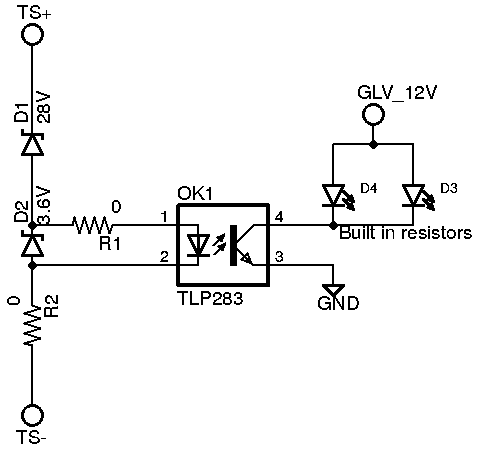 TS+
D1
28V
GLV_12V
D2
3.6V
OK1
D4
D3
0
R1
1
4
Built in resistors
2
3
0
R2
TLP283
GND
TS-